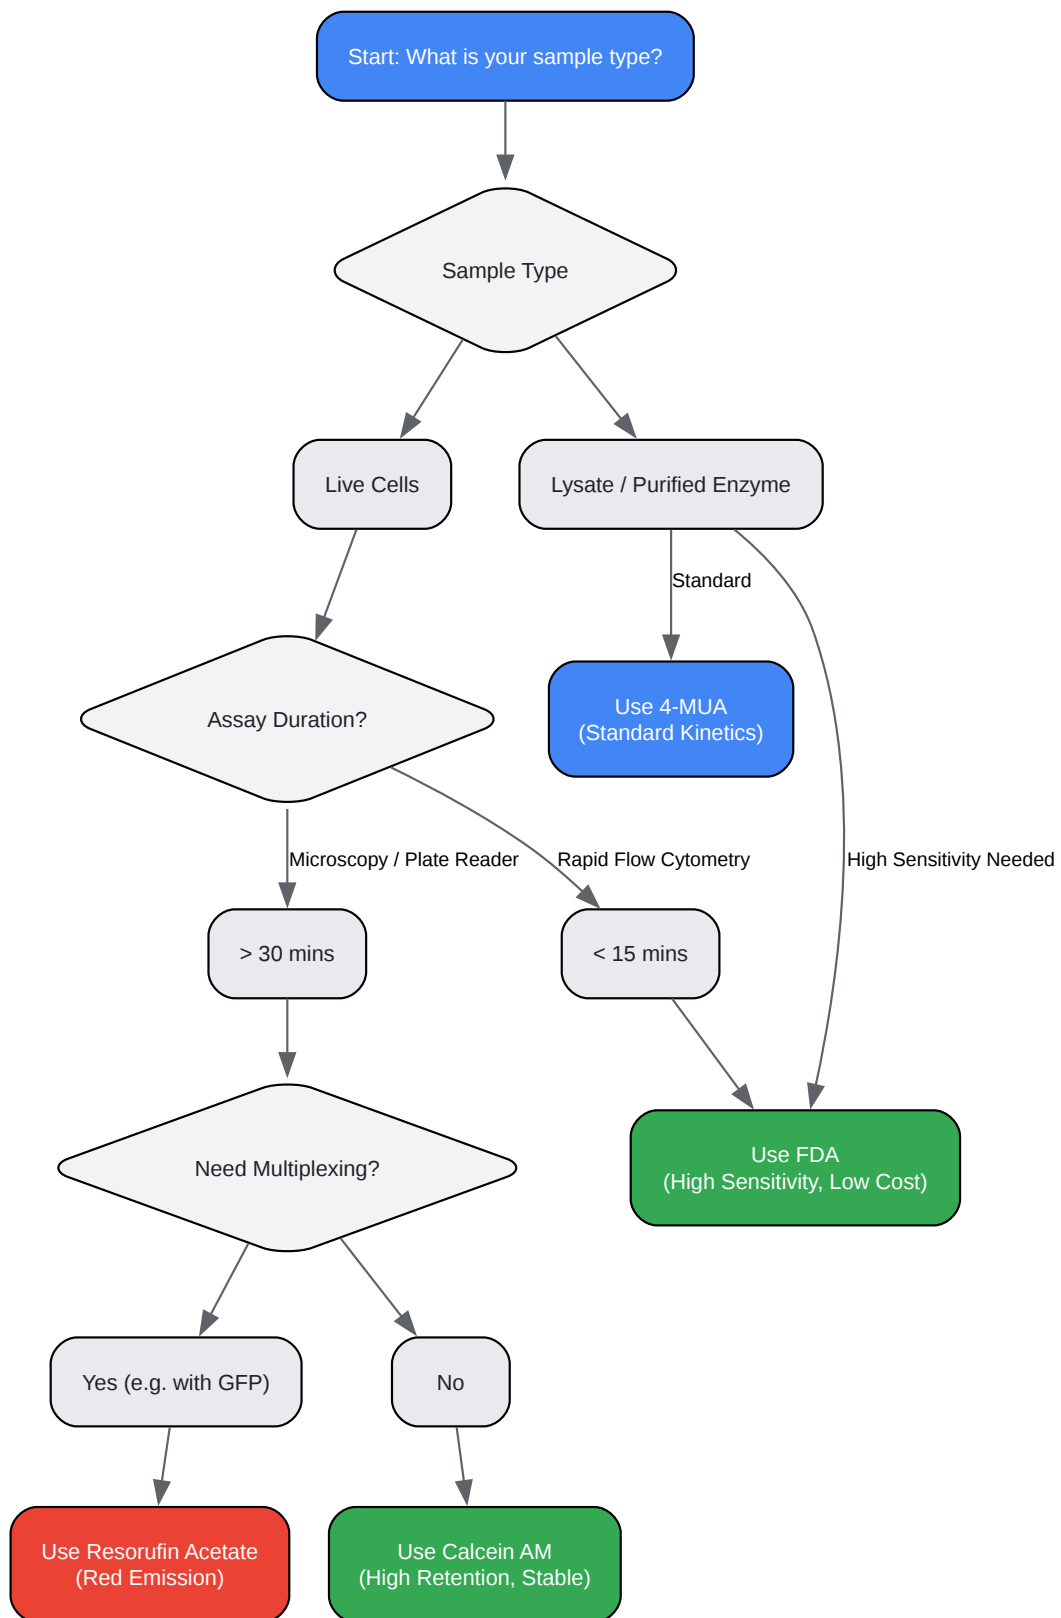 Start: What is your sample type?
Sample Type
Live Cells
Lysate / Purified Enzyme
Standard
Use 4-MUA
(Standard Kinetics)
Assay Duration?
Microscopy / Plate Reader
Rapid Flow Cytometry
High Sensitivity Needed
> 30 mins
< 15 mins
Use FDA
(High Sensitivity, Low Cost)
Need Multiplexing?
Yes (e.g. with GFP)
No
Use Resorufin Acetate
(Red Emission)
Use Calcein AM
(High Retention, Stable)